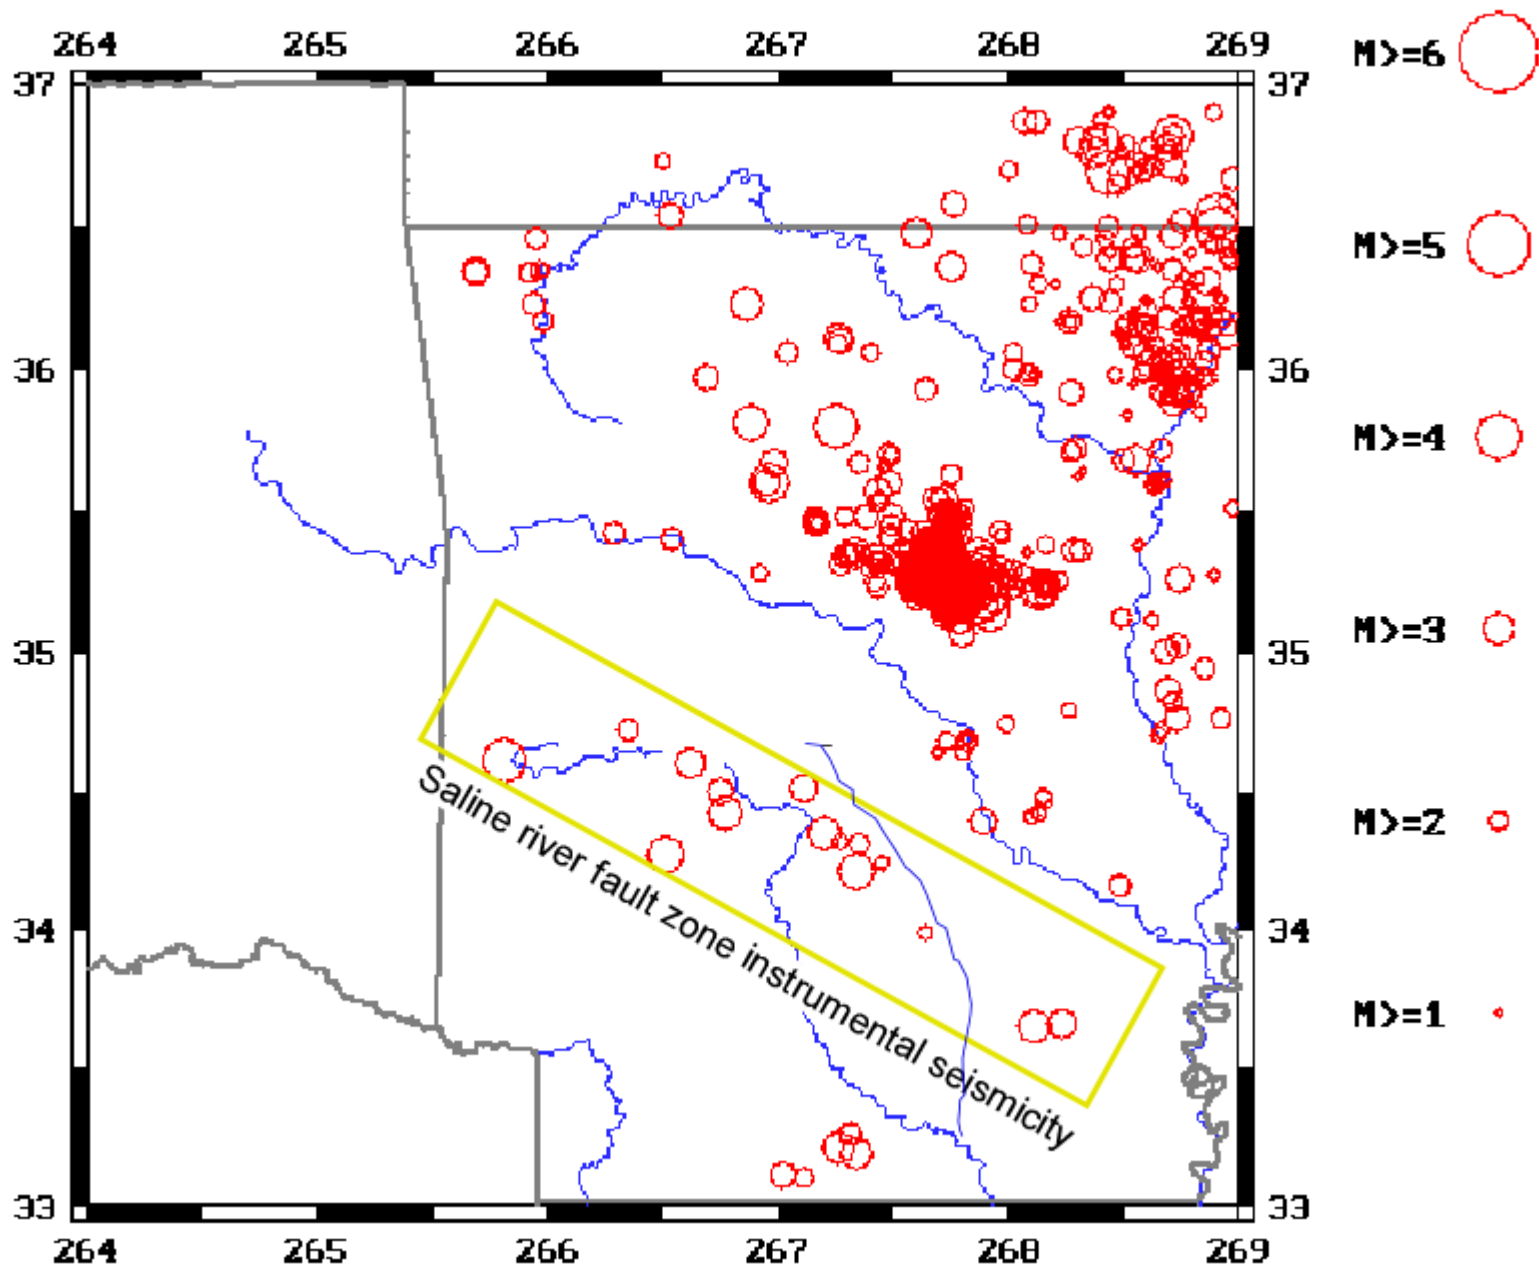 264 265 266 267 268 269
M>=6
37 37
M>=5
36 36
M>=4
35 35
M>=3
Saline river fault zone instrumental seismicity
M>=2
34 34
M>=1
33 33
264 265 266 267 268 269